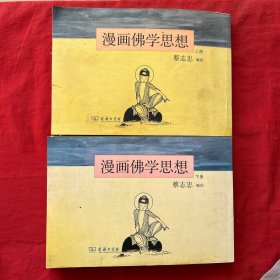 漫画佛学思想
上册
蔡志忠 编绘
商务印书馆
漫画佛学思想
下册
蔡志忠 编绘
商务印书馆